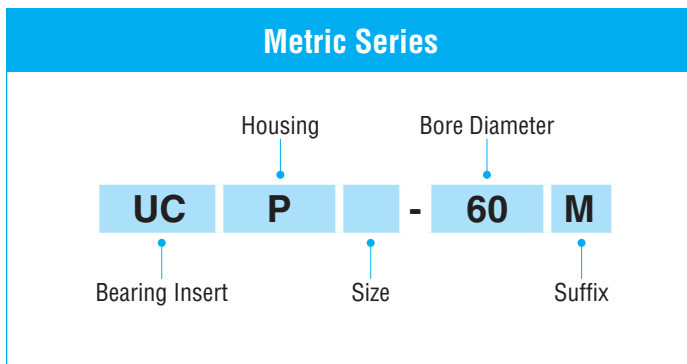 Metric Series
Housing Bore Diameter
UC P - 60 M
Bearing Insert Size Suffix